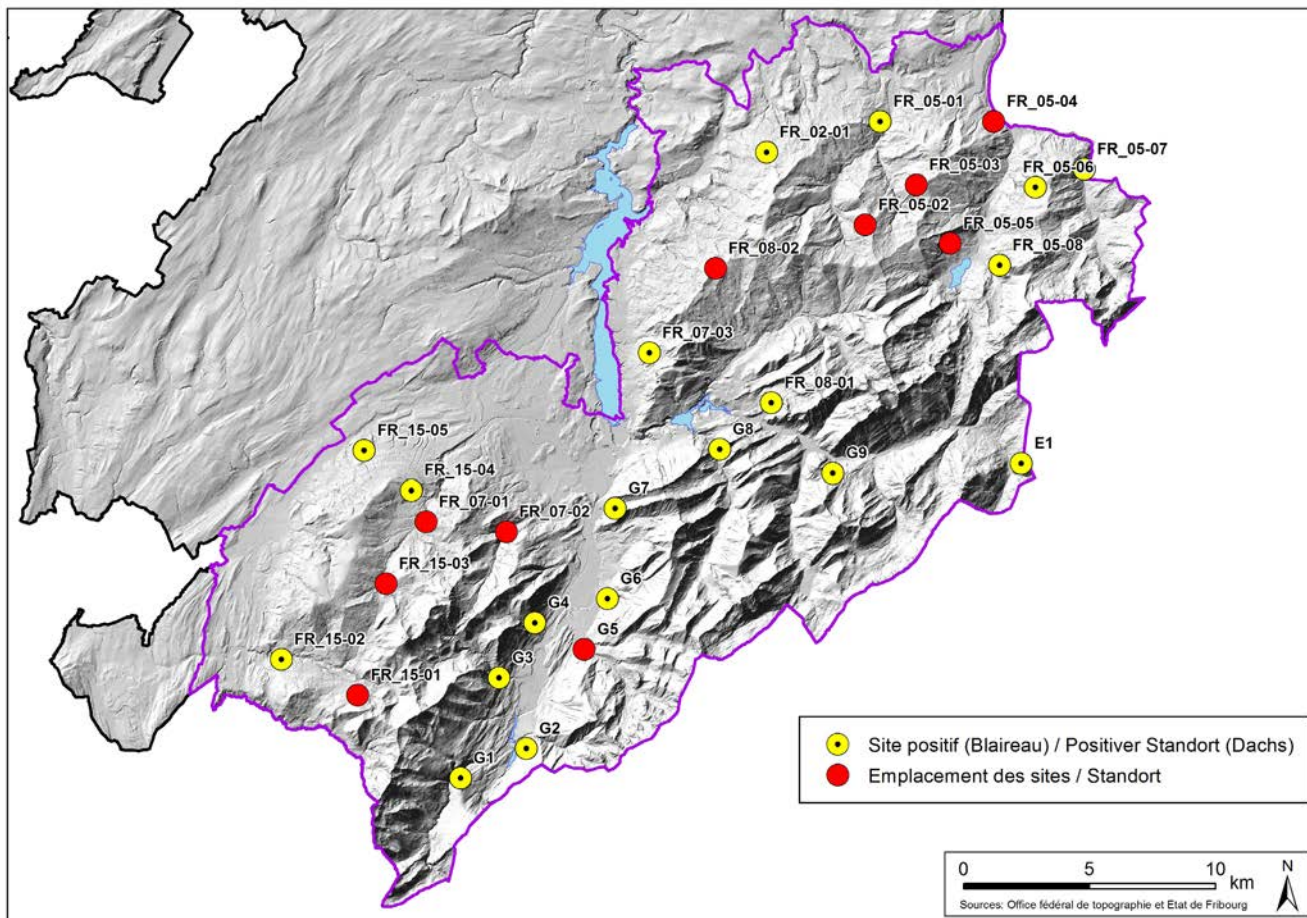 FR_05-01
FR_05-04
FR_02-01
FR_05-07
FR_05-03
FR_05-06
FR_05-02
FR_05-05
FR_08-02
FR_05-08
FR_07-03
FR_08-01
FR_15-05
G8
E1
FR_15-04
G9
FR_07-01
G7
FR_07-02
FR_15-03
G6
G4
G5
FR_15-02
G3
FR_15-01
G2
G1
Site positif (Blaireau) / Positiver Standort (Dachs)
Emplacement des sites / Standort
0 5 10
km
N
Sources: Office fédéral de topographie et Etat de Fribourg